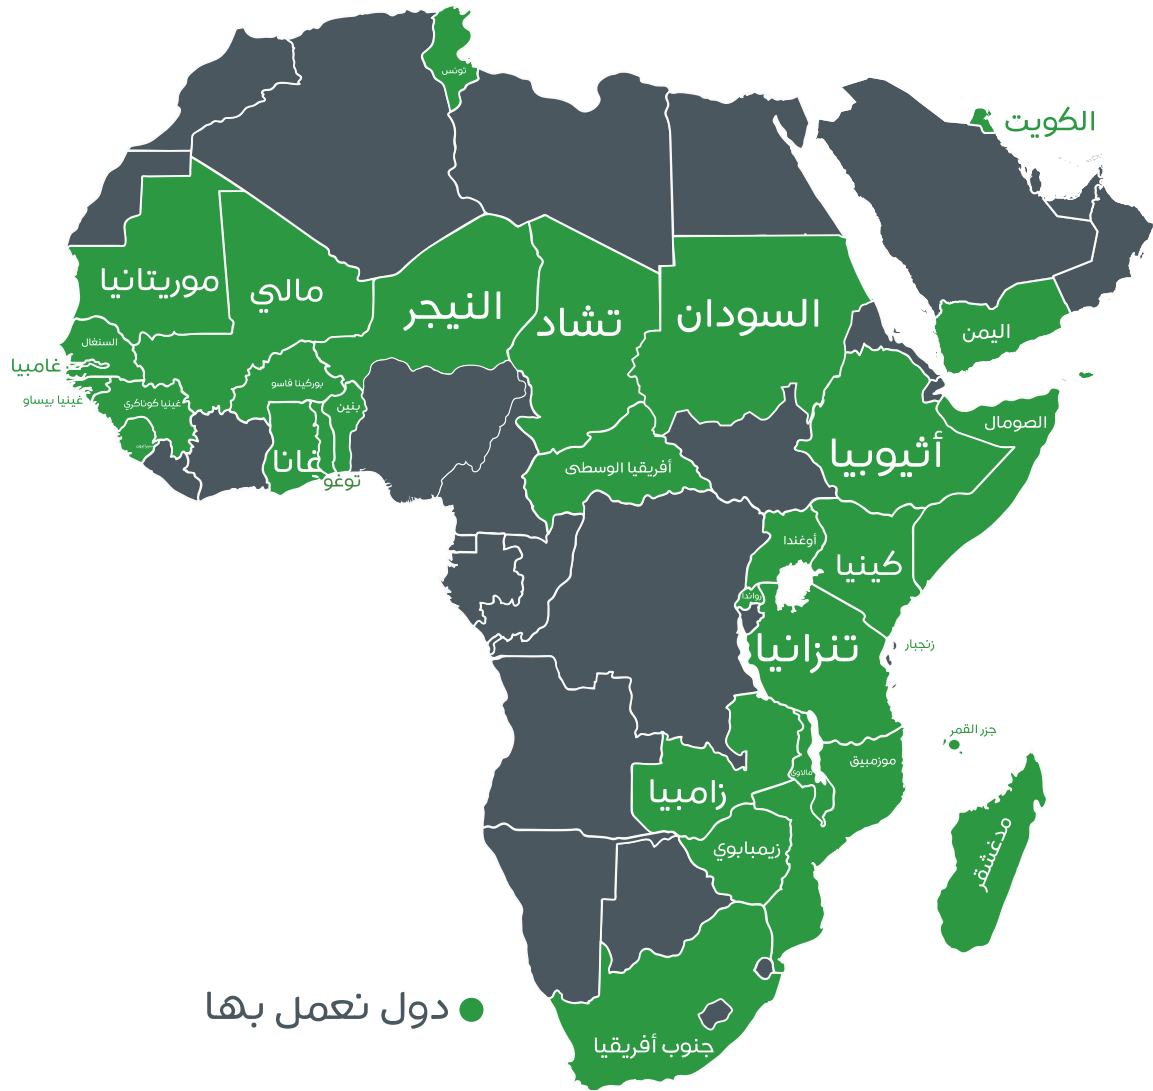 تونس
الكويت
موريتانيا
مالي
النيجر
تشاد
السودان
اليمن
السنغال
غامبيا
بوركينا فاسو
غينيا بيساو
غينيا كوناكري
بنين
الصومال
غانا
توغو
أفريقيا الوسطى
أثيوبيا
أوغندا
كينيا
رواندا
تنزانيا
زنجبار
جزر القمر
موزمبيق
مالاوي
زامبيا
زيمبابوي
مدغشقر
دول نعمل بها
جنوب أفريقيا